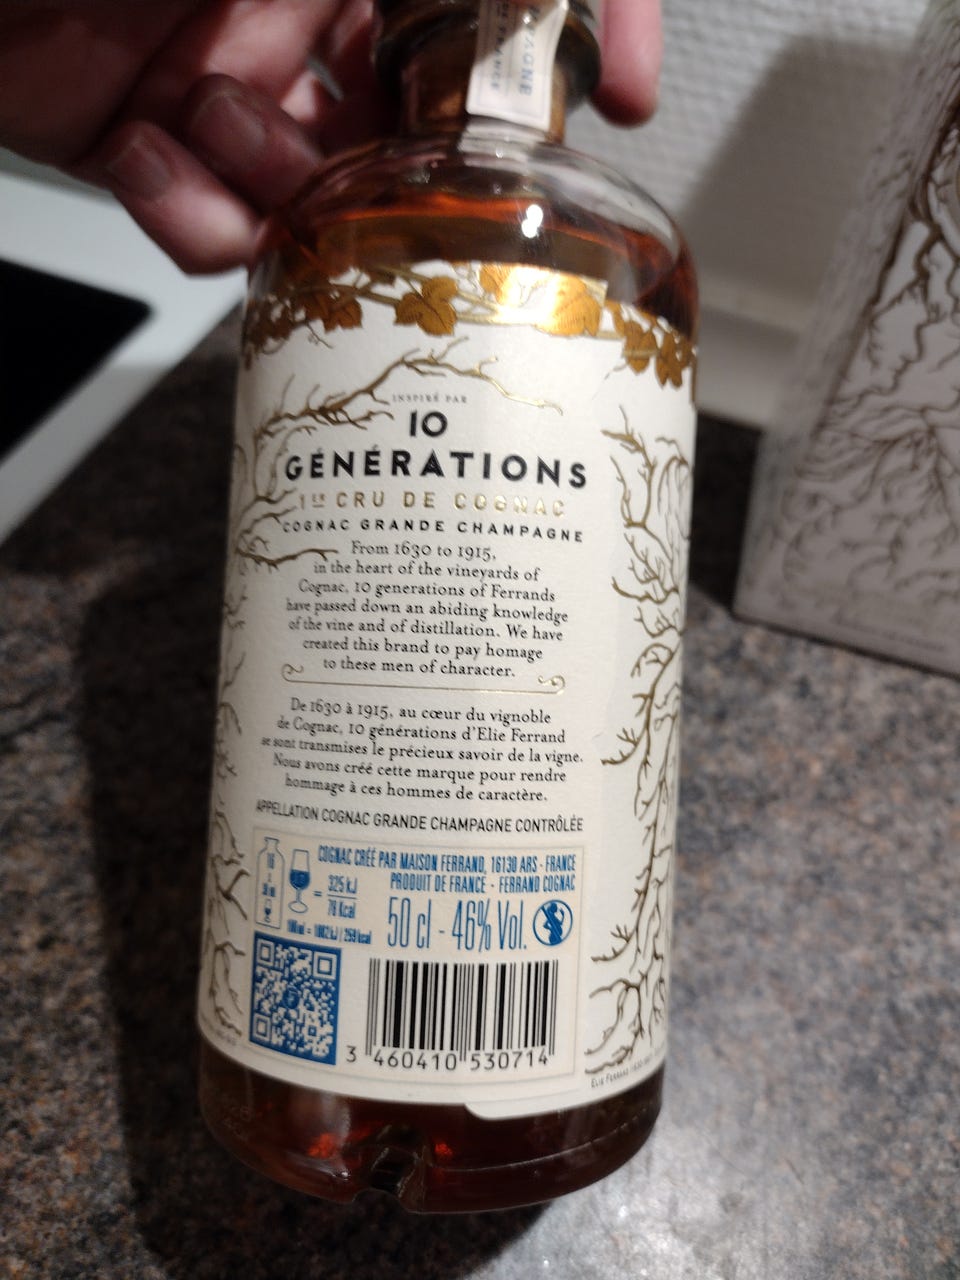 AGNE
INSPIRÉ PAR
10
GÉNÉRATIONS
1ER CRU DE COGNAC
COGNAC GRANDE CHAMPAGNE
From 1630 to 1915,
in the heart of the vineyards of
Cognac, 10 generations of Ferrands
have passed down an abiding knowledge
of the vine and of distillation. We have
created this brand to pay homage
to these men of character.
De 1630 à 1915, au cœur du vignoble
de Cognac, 10 générations d'Elie Ferrand
se sont transmises le précieux savoir de la vigne.
Nous avons créé cette marque pour rendre
hommage à ces hommes de caractère.
APPELLATION COGNAC GRANDE CHAMPAGNE CONTRÔLÉE
COGNAC CRÉÉ PAR MAISON FERRAND, 16130 ARS - FRANCE
PRODUIT DE FRANCE - FERRAND COGNAC
16
= 325 kJ
78 Kcal
50 cl - 46% Vol.
3 460410 530714
ELIE FERRAND